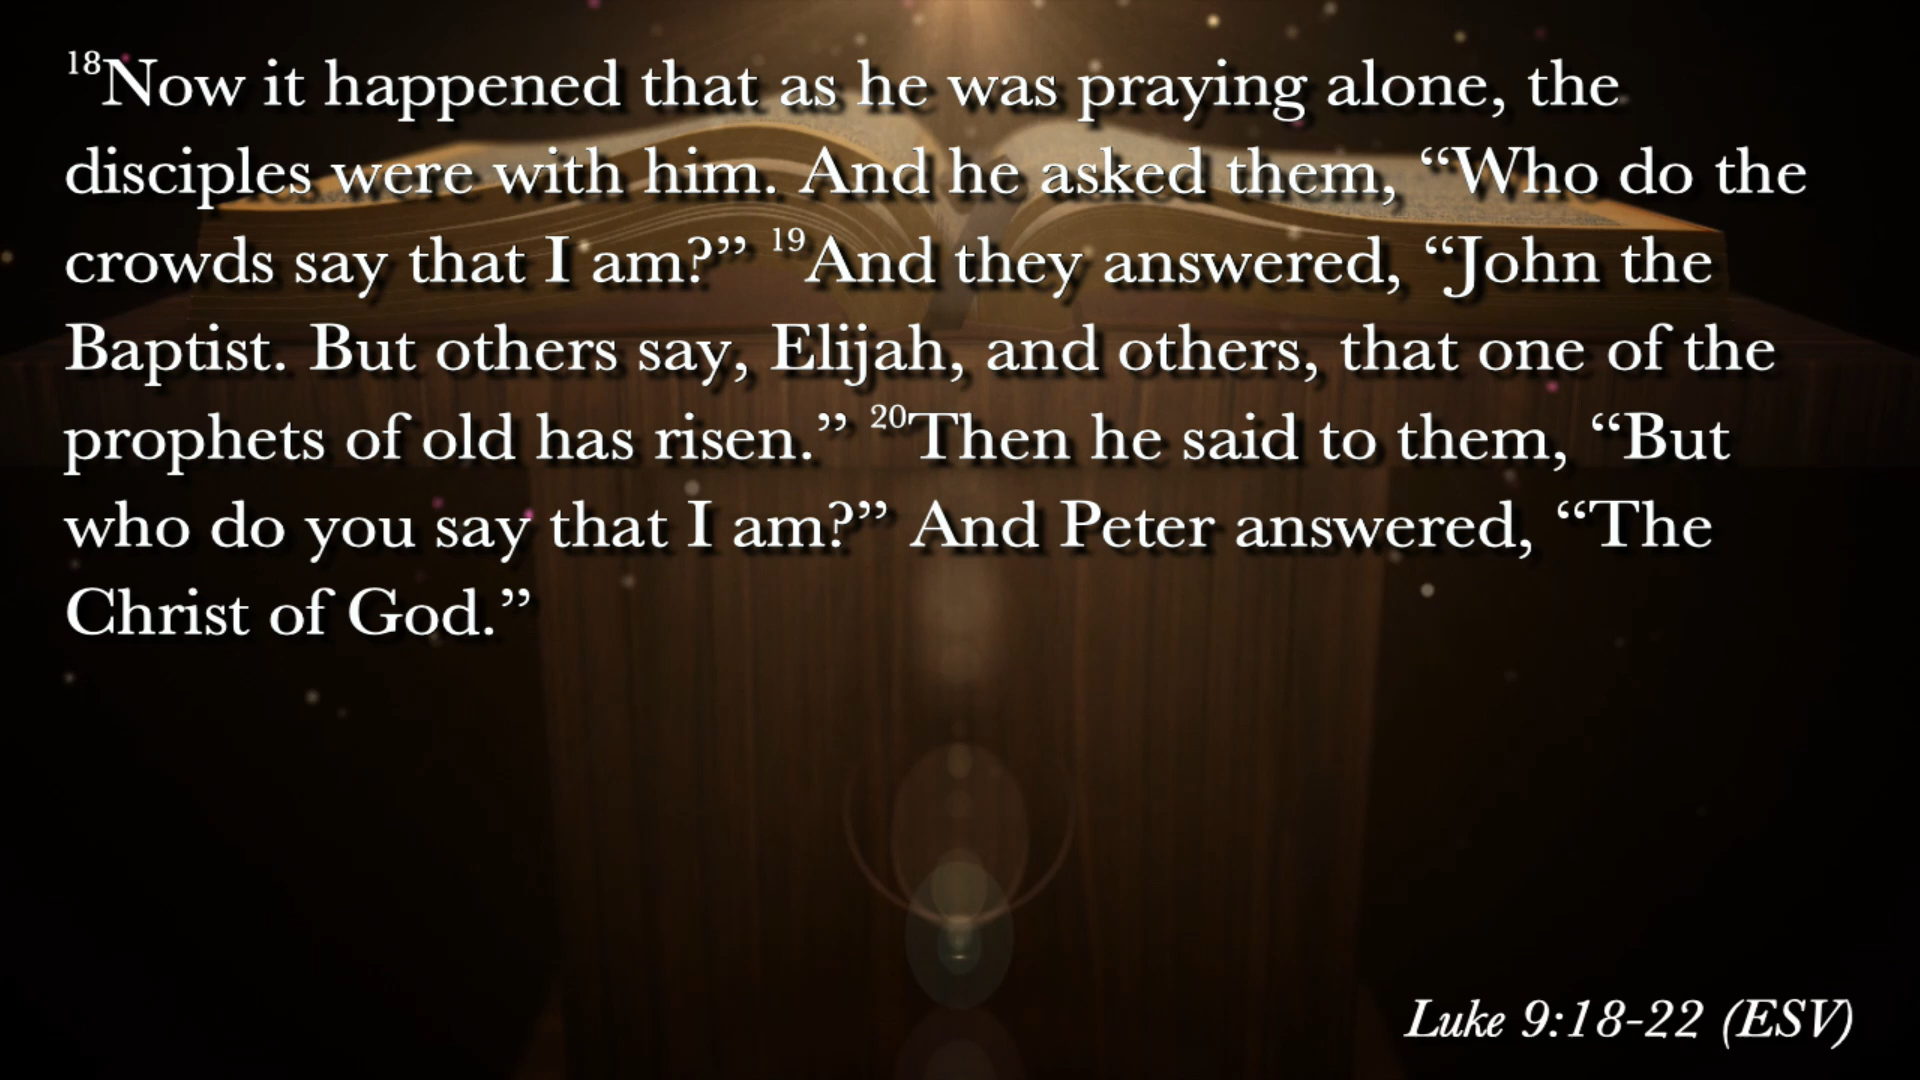 18Now it happened that as he was praying alone, the
disciples were with him. And he asked them, “Who do the
crowds say that I am?” 19And they answered, “John the
Baptist. But others say, Elijah, and others, that one of the
prophets of old has risen.” 20Then he said to them, “But
who do you say that I am?” And Peter answered, “The
Christ of God.”
Luke 9:18-22 (ESV)